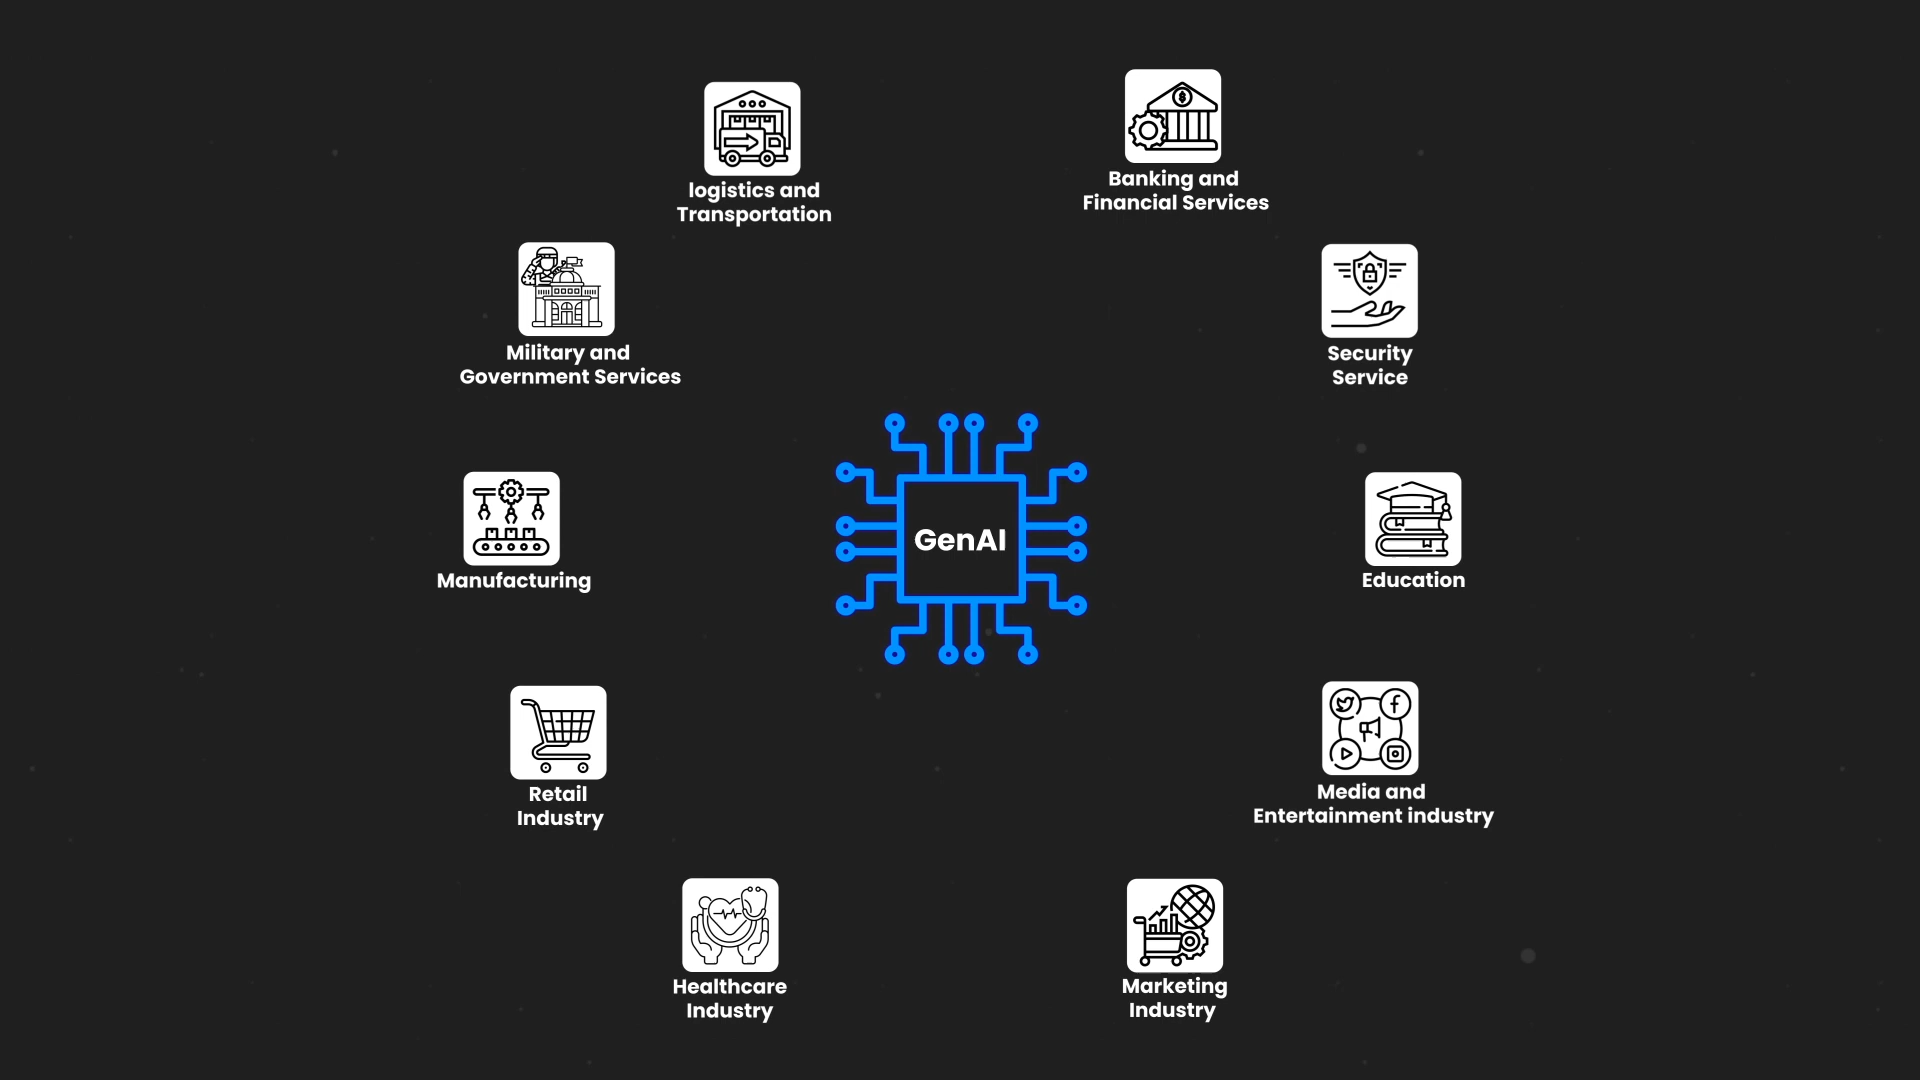 logistics and
Transportation
Banking and
Financial Services
Military and
Government Services
Security
Service
GenAI
Manufacturing
Education
Retail
Industry
Media and
Entertainment industry
Healthcare
Industry
Marketing
Industry